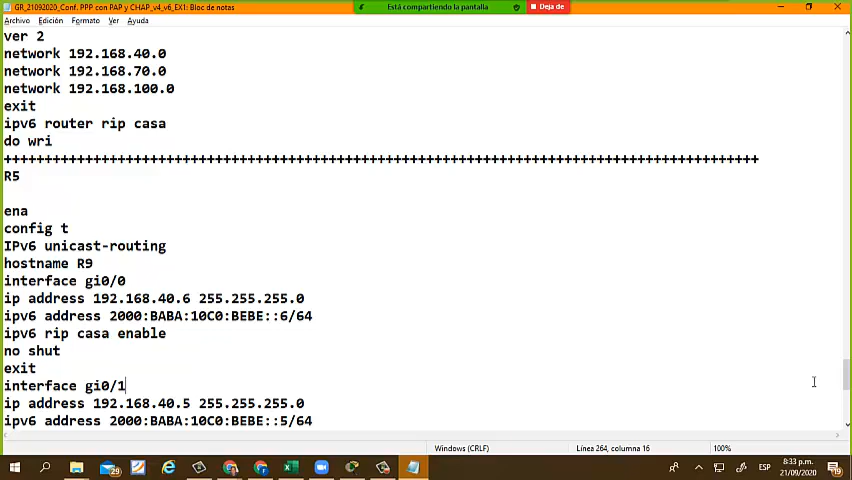 GR_21092020_Conf. PPP con PAP y CHAP_v4_v6_EX1: Bloc de notas
Está compartiendo la pantalla
Deja de
Archivo Edición Formato Ver Ayuda
ver 2
network 192.168.40.0
network 192.168.70.0
network 192.168.100.0
exit
ipv6 router rip casa
do wri
++++++++++++++++++++++++++++++++++++++++++++++++++++++++++++++++++++++++++++++++++++++++++++++
R5
ena
config t
IPv6 unicast-routing
hostname R9
interface gi0/0
ip address 192.168.40.6 255.255.255.0
ipv6 address 2000:BABA:10C0:BEBE::6/64
ipv6 rip casa enable
no shut
exit
interface gi0/1
ip address 192.168.40.5 255.255.255.0
ipv6 address 2000:BABA:10C0:BEBE::5/64
Windows (CRLF) Línea 264, columna 16 100%
29
ESP
8:33 p.m.
21/09/2020
19